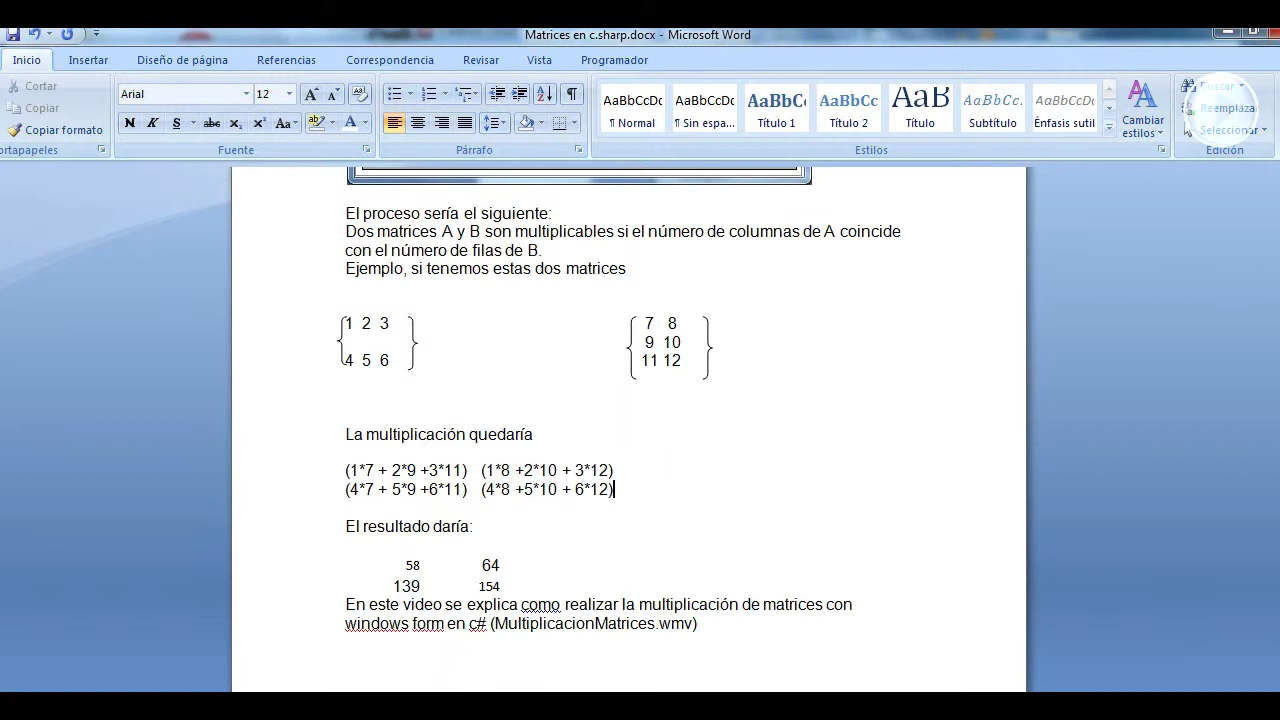 Matrices en c.sharp.docx - Microsoft Word
Inicio Insertar Diseño de página Referencias Correspondencia Revisar Vista Programador
Cortar
Copiar
Copiar formato
ortapapeles
Arial 12
Fuente
Párrafo
AaBbCcDc AaBbCcDc AaBbCc AaBbCc AaB AaBbCc. AaBbCcDc
¶ Normal ¶ Sin espa... Título 1 Título 2 Título Subtítulo Énfasis sutil
Estilos
Cambiar
estilos
Buscar
Reemplazar
Seleccionar
Edición
El proceso sería el siguiente:
Dos matrices A y B son multiplicables si el número de columnas de A coincide
con el número de filas de B.
Ejemplo, si tenemos estas dos matrices
1 2 3 7 8
9 10
4 5 6 11 12
La multiplicación quedaría
(1*7 + 2*9 +3*11) (1*8 +2*10 + 3*12)
(4*7 + 5*9 +6*11) (4*8 +5*10 + 6*12)
El resultado daría:
58 64
139 154
En este video se explica como realizar la multiplicación de matrices con
windows form en c# (MultiplicacionMatrices.wmv)